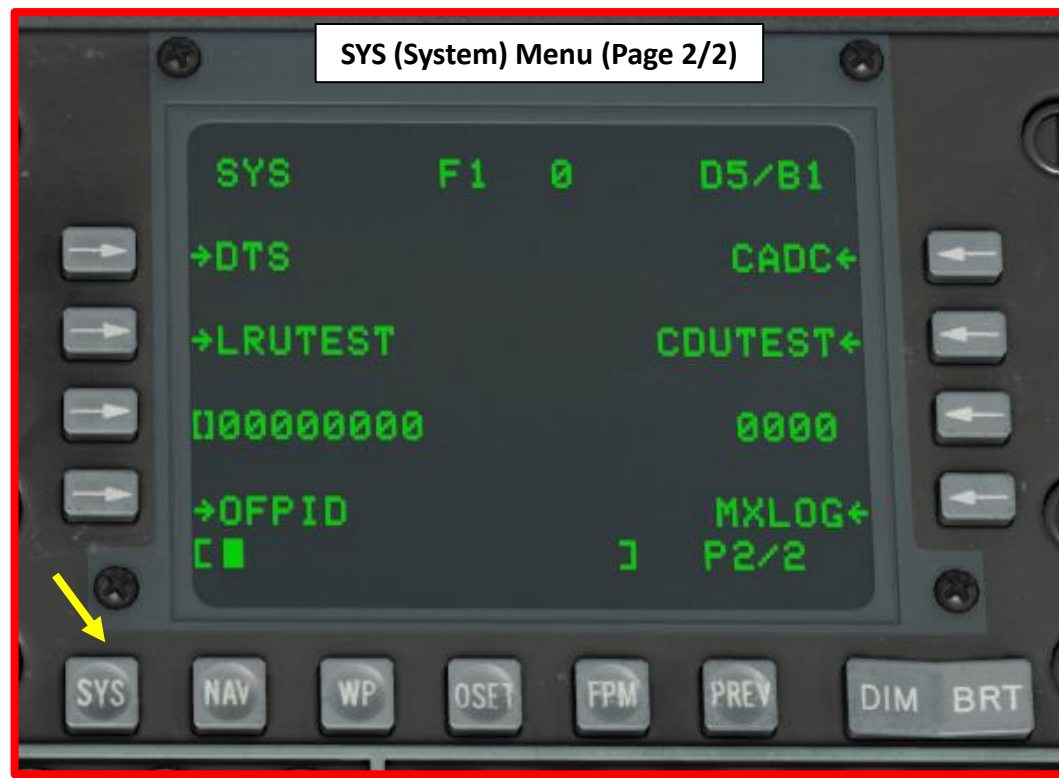 SYS (System) Menu (Page 2/2)
SYS F1 0 D5/B1
→DTS CADC←
→LRUTEST CDUTEST←
[]00000000 0000
→OFPID MXLOG←
[ ] P2/2
SYS NAV WP OSET FPM PREV DIM BRT